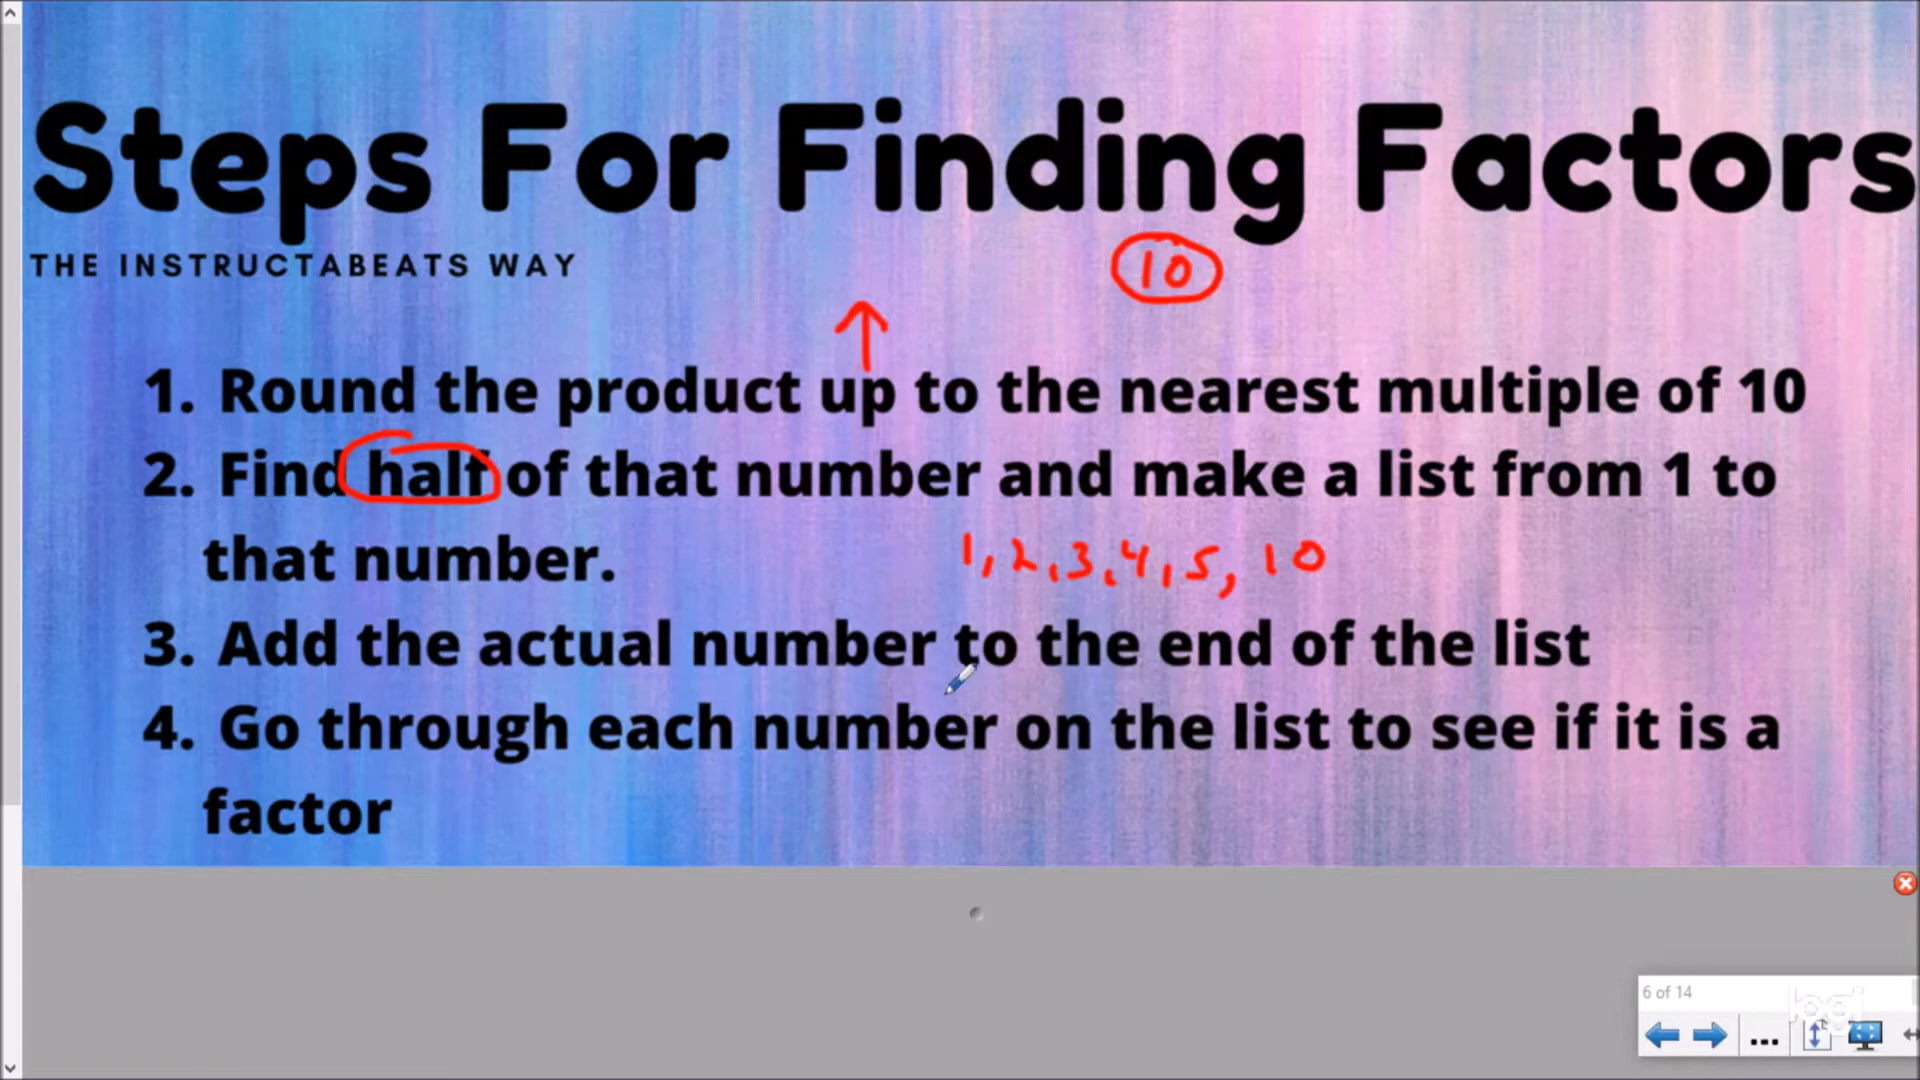 Steps For Finding Factors
THE INSTRUCTABEATS WAY
10
1. Round the product up to the nearest multiple of 10
2. Find half of that number and make a list from 1 to
that number.
1, 2, 3, 4, 5, 10
3. Add the actual number to the end of the list
4. Go through each number on the list to see if it is a
factor
6 of 14
logi
...